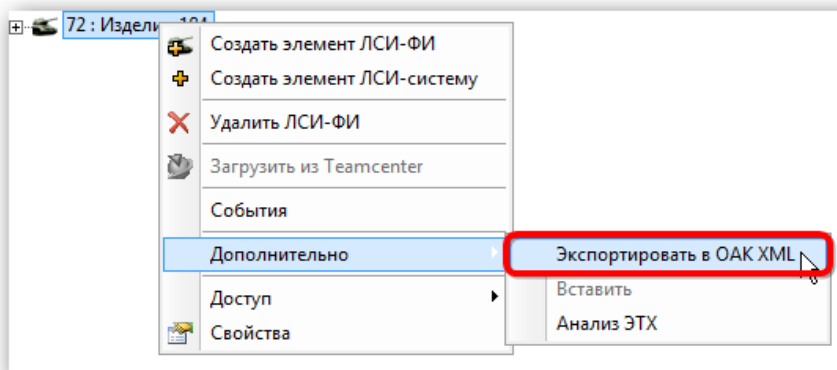 72 : Издели
Создать элемент ЛСИ-ФИ
Создать элемент ЛСИ-систему
Удалить ЛСИ-ФИ
Загрузить из Teamcenter
События
Дополнительно
Экспортировать в ОАК XML
Вставить
Доступ
Анализ ЭТХ
Свойства